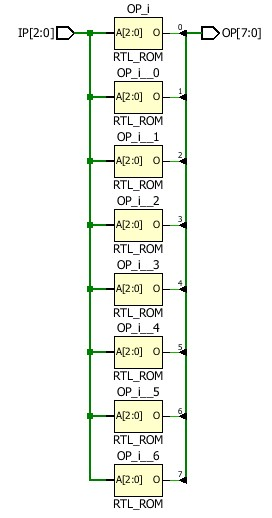 OP_i
IP[2:0] A[2:0] O 0 OP[7:0]
RTL_ROM
OP_i__0
A[2:0] O 1
RTL_ROM
OP_i__1
A[2:0] O 2
RTL_ROM
OP_i__2
A[2:0] O 3
RTL_ROM
OP_i__3
A[2:0] O 4
RTL_ROM
OP_i__4
A[2:0] O 5
RTL_ROM
OP_i__5
A[2:0] O 6
RTL_ROM
OP_i__6
A[2:0] O 7
RTL_ROM